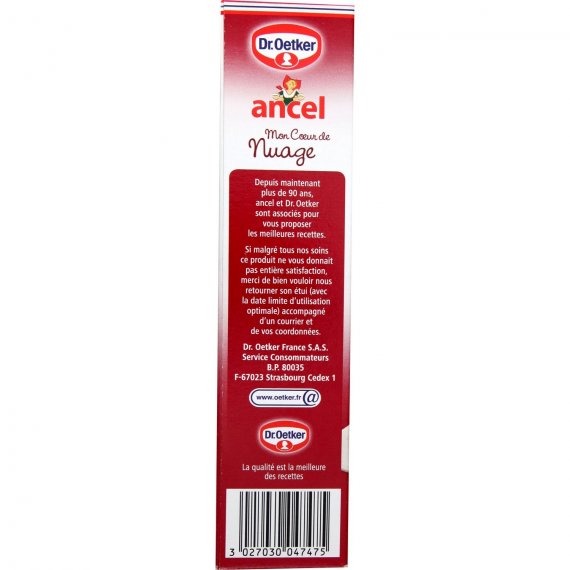 Dr.Oetker
ancel
Mon Cœur de
Nuage
Depuis maintenant
plus de 90 ans,
ancel et Dr. Oetker
sont associés pour
vous proposer
les meilleures recettes.
Si malgré tous nos soins
ce produit ne vous donnait
pas entière satisfaction,
merci de bien vouloir nous
retourner son étui (avec
la date limite d'utilisation
optimale) accompagné
d'un courrier et
de vos coordonnées.
Dr. Oetker France S.A.S.
Service Consommateurs
B.P. 80035
F-67023 Strasbourg Cedex 1
www.oetker.fr @
Dr.Oetker
La qualité est la meilleure
des recettes
3 027030 047475